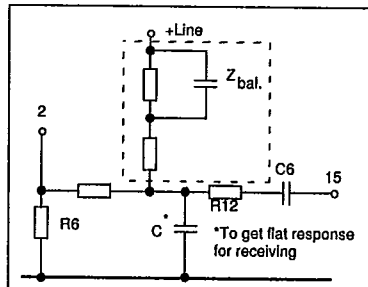 +Line
Z bal.
2
C6
15
R12
R6
C*
*To get flat response
for receiving